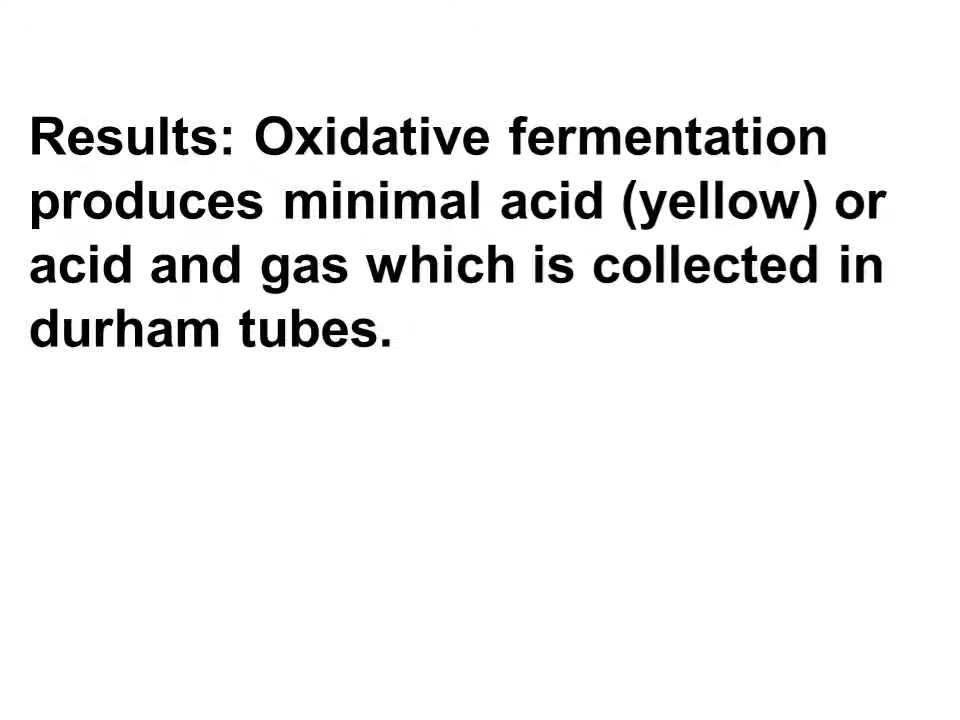 Results: Oxidative fermentation
produces minimal acid (yellow) or
acid and gas which is collected in
durham tubes.